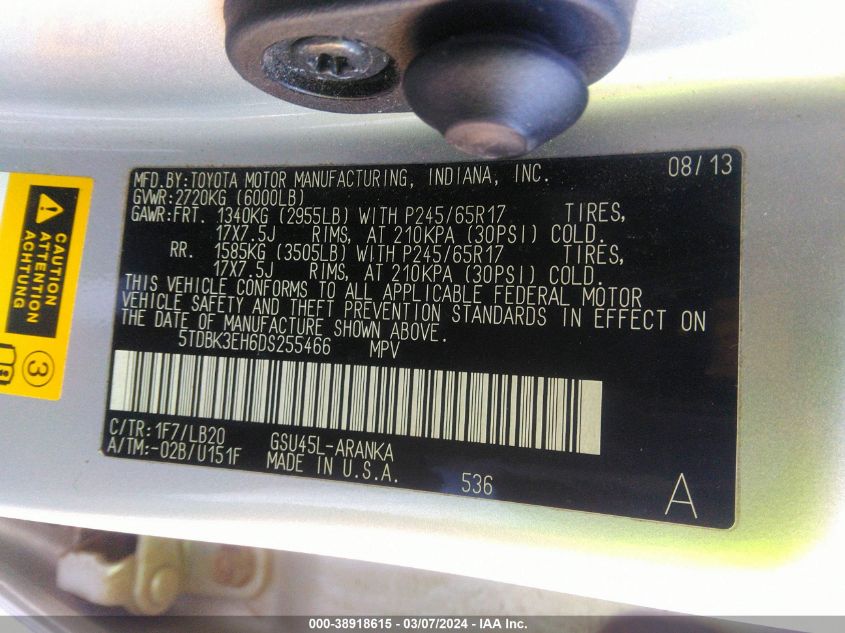 08/13
MFD.BY:TOYOTA MOTOR MANUFACTURING, INDIANA, INC.
GVWR:2720KG (6000LB)
GAWR:FRT. 1340KG (2955LB) WITH P245/65R17 TIRES,
17X7.5J RIMS, AT 210KPA (30PSI) COLD.
RR. 1585KG (3505LB) WITH P245/65R17 TIRES,
17X7.5J RIMS, AT 210KPA (30PSI) COLD.
THIS VEHICLE CONFORMS TO ALL APPLICABLE FEDERAL MOTOR
VEHICLE SAFETY AND THEFT PREVENTION STANDARDS IN EFFECT ON
THE DATE OF MANUFACTURE SHOWN ABOVE.
5TDBK3EH6DS255466 MPV
C/TR:1F7/LB20 GSU45L-ARANKA
A/TM:-02B/U151F MADE IN U.S.A. 536
A
CAUTION
ATTENTION
ACHTUNG
3
000-38918615 - 03/07/2024 - IAA Inc.